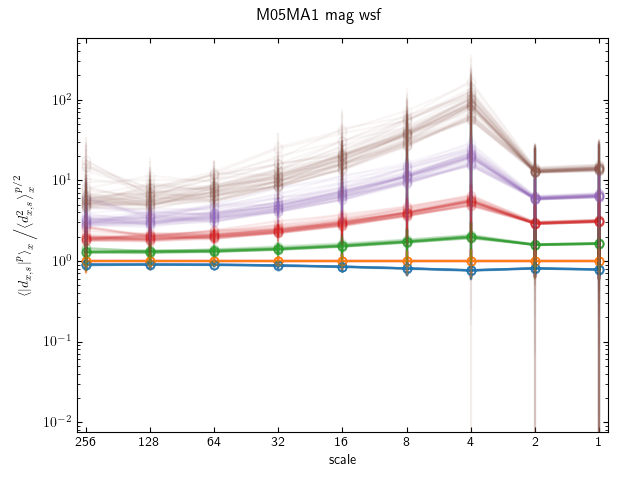 M05MA1 mag wsf
⟨|d_{x,s}|^p⟩_x / ⟨d^2_{x,s}⟩_x^{p/2}
10^2
10^1
10^0
10^{-1}
10^{-2}
256 128 64 32 16 8 4 2 1
scale